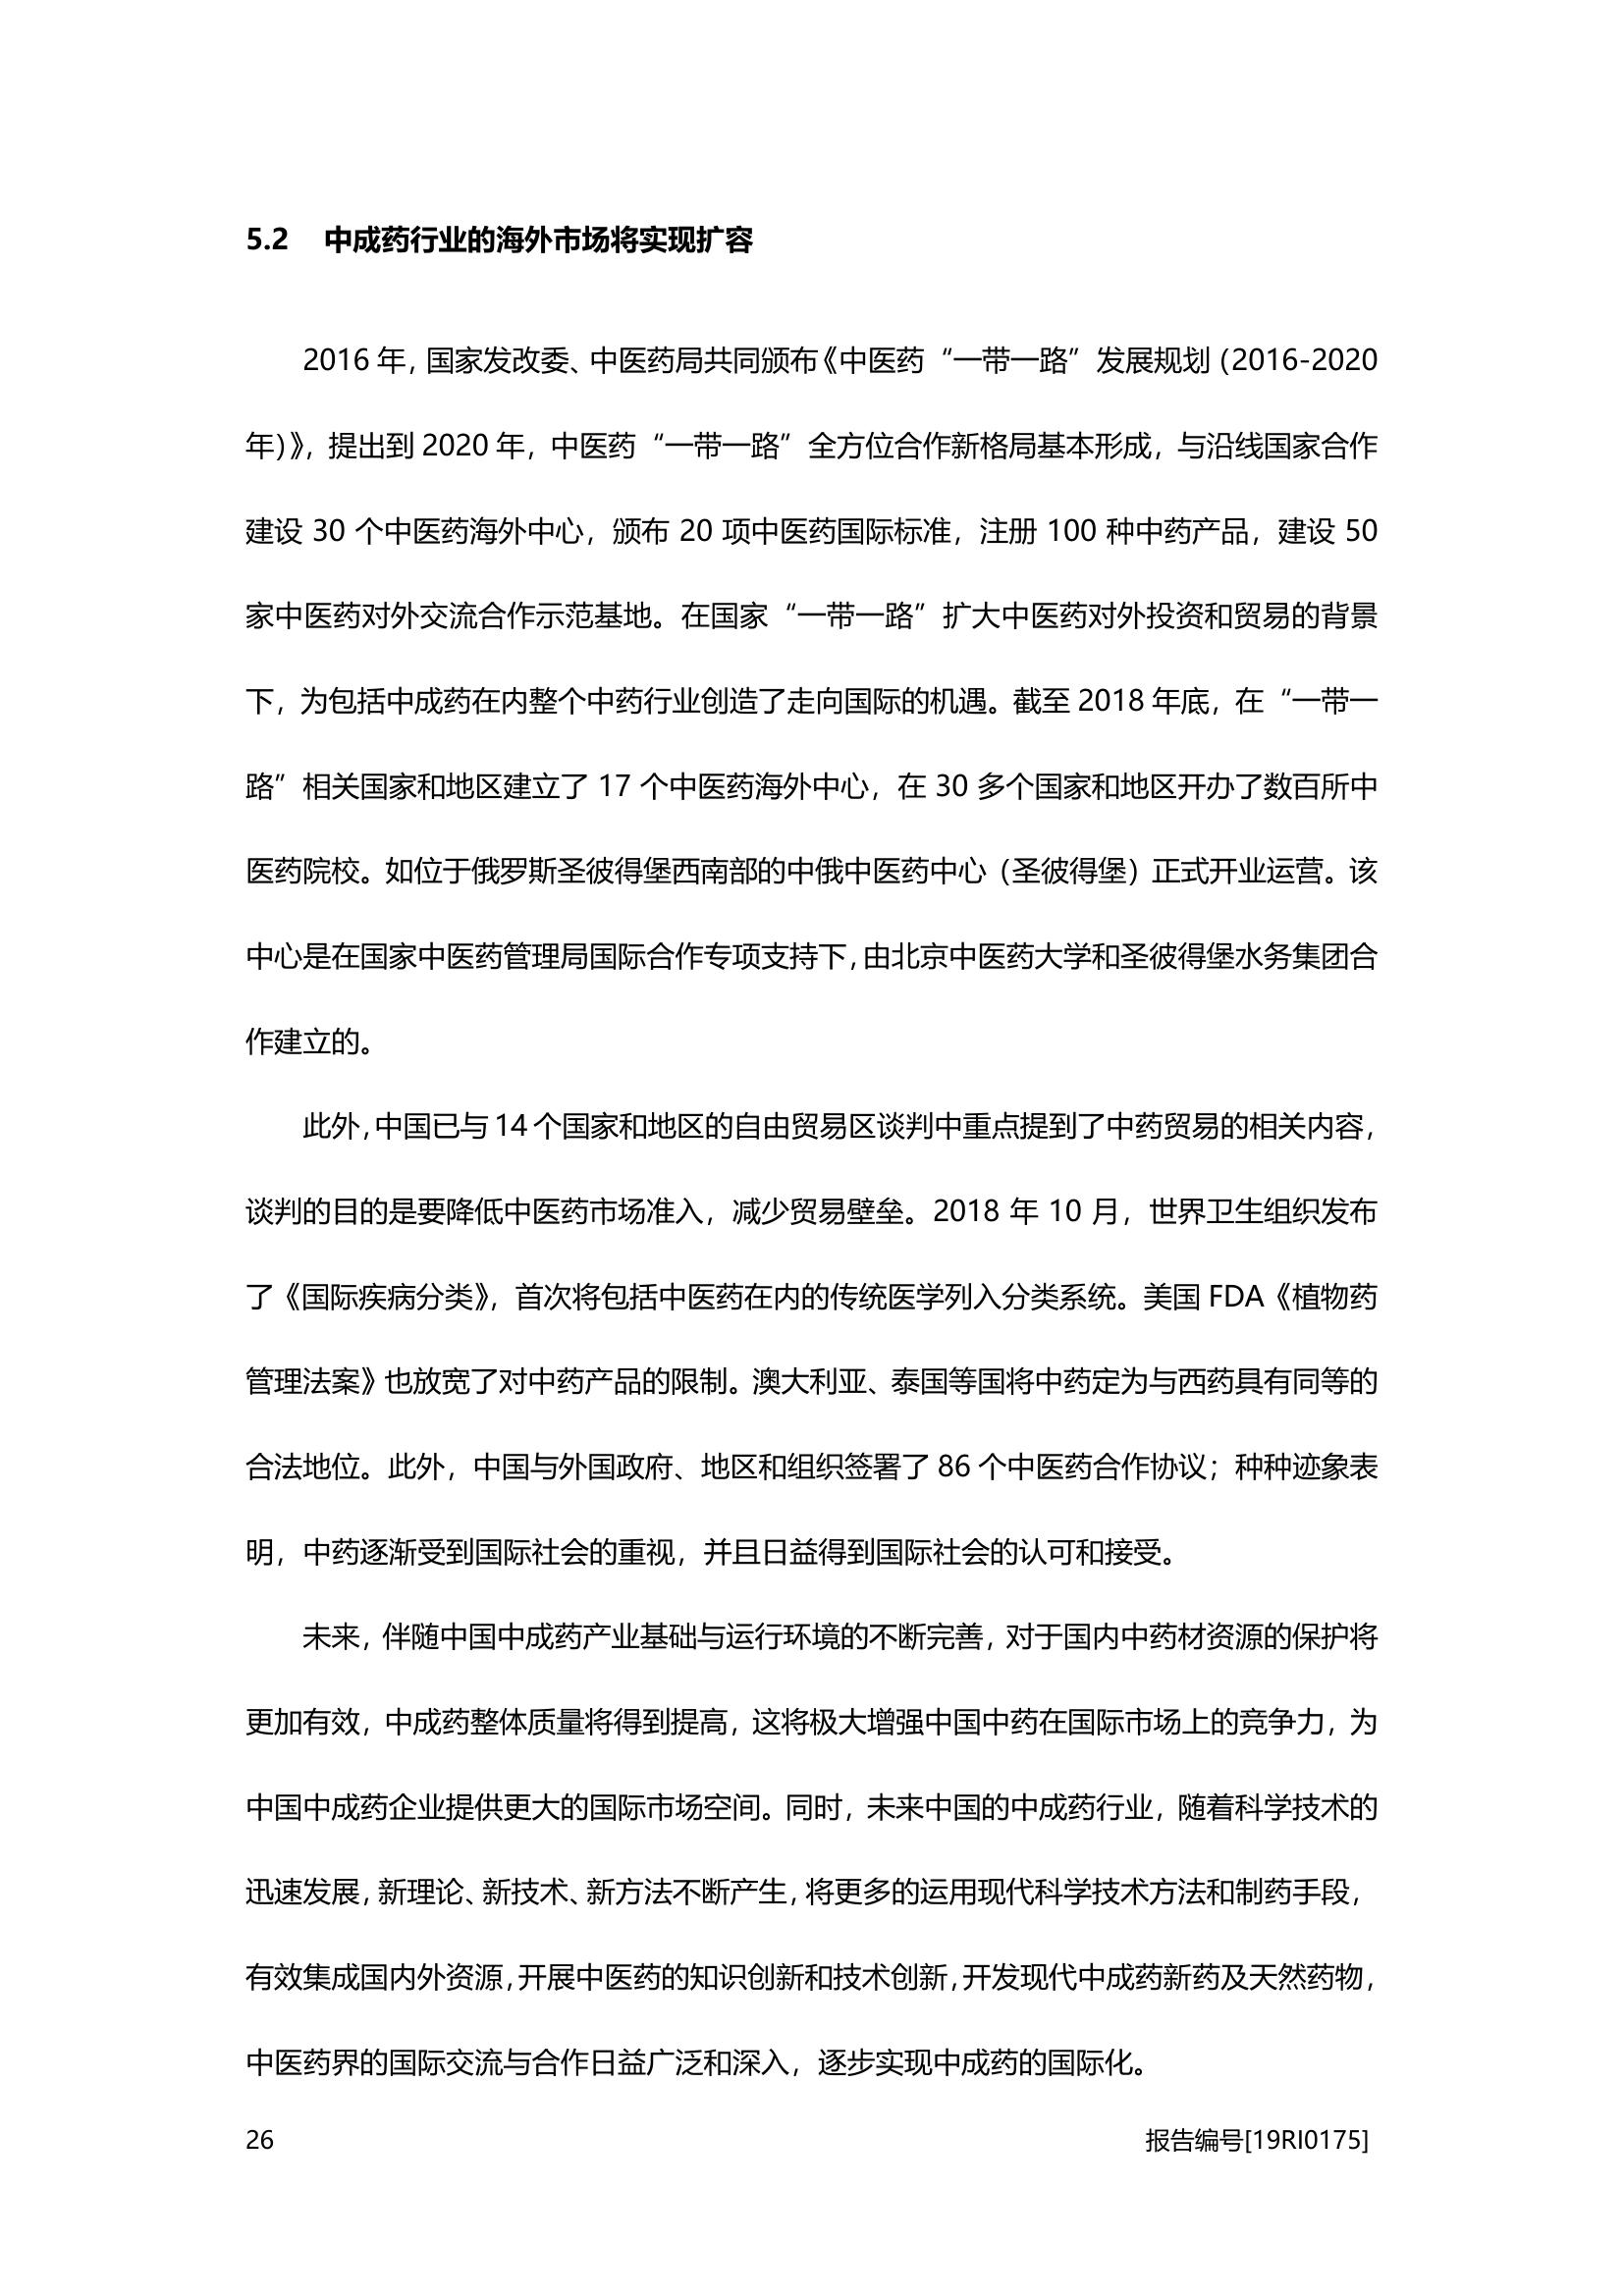 5.2 中成药行业的海外市场将实现扩容
2016 年，国家发改委、中医药局共同颁布《中医药“一带一路”发展规划（2016-2020
年）》，提出到 2020 年，中医药“一带一路”全方位合作新格局基本形成，与沿线国家合作
建设 30 个中医药海外中心，颁布 20 项中医药国际标准，注册 100 种中药产品，建设 50
家中医药对外交流合作示范基地。在国家“一带一路”扩大中医药对外投资和贸易的背景
下，为包括中成药在内整个中药行业创造了走向国际的机遇。截至 2018 年底，在“一带一
路”相关国家和地区建立了 17 个中医药海外中心，在 30 多个国家和地区开办了数百所中
医药院校。如位于俄罗斯圣彼得堡西南部的中俄中医药中心（圣彼得堡）正式开业运营。该
中心是在国家中医药管理局国际合作专项支持下，由北京中医药大学和圣彼得堡水务集团合
作建立的。
此外，中国已与 14 个国家和地区的自由贸易区谈判中重点提到了中药贸易的相关内容，
谈判的目的是要降低中医药市场准入，减少贸易壁垒。2018 年 10 月，世界卫生组织发布
了《国际疾病分类》，首次将包括中医药在内的传统医学列入分类系统。美国 FDA《植物药
管理法案》也放宽了对中药产品的限制。澳大利亚、泰国等国将中药定为与西药具有同等的
合法地位。此外，中国与外国政府、地区和组织签署了 86 个中医药合作协议；种种迹象表
明，中药逐渐受到国际社会的重视，并且日益得到国际社会的认可和接受。
未来，伴随中国中成药产业基础与运行环境的不断完善，对于国内中药材资源的保护将
更加有效，中成药整体质量将得到提高，这将极大增强中国中药在国际市场上的竞争力，为
中国中成药企业提供更大的国际市场空间。同时，未来中国的中成药行业，随着科学技术的
迅速发展，新理论、新技术、新方法不断产生，将更多的运用现代科学技术方法和制药手段，
有效集成国内外资源，开展中医药的知识创新和技术创新，开发现代中成药新药及天然药物，
中医药界的国际交流与合作日益广泛和深入，逐步实现中成药的国际化。
26 报告编号[19RI0175]